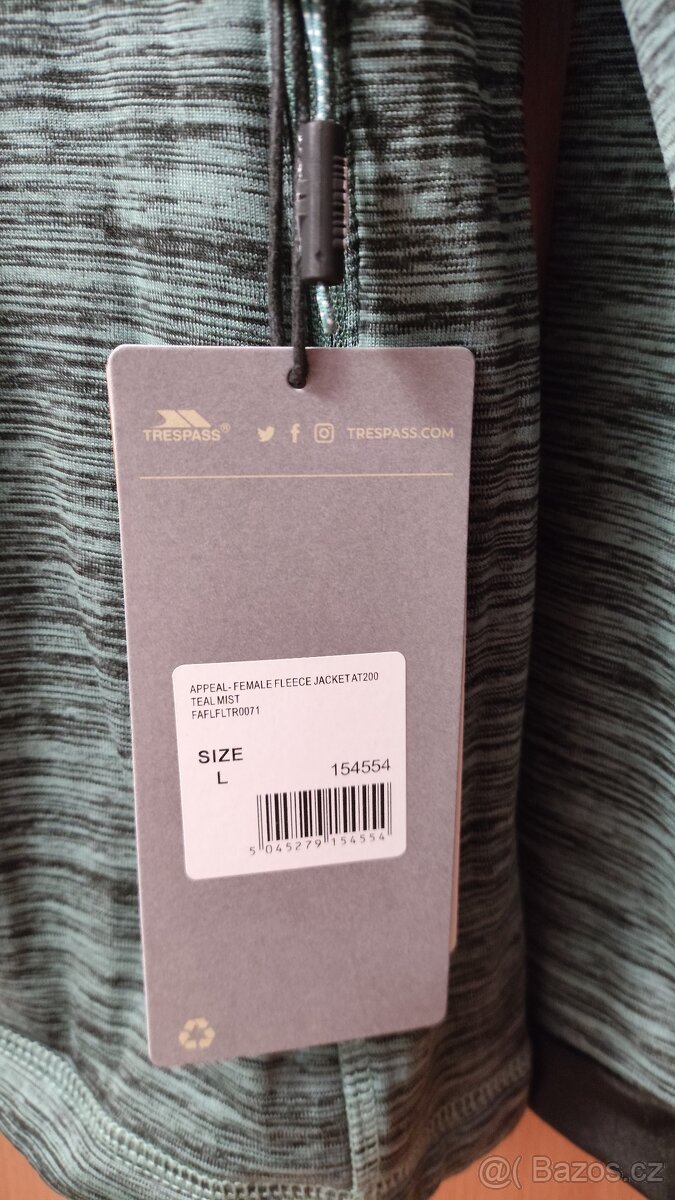 TRESPASS® TRESPASS.COM
APPEAL- FEMALE FLEECE JACKET AT200
TEAL MIST
FAFLFLTR0071
SIZE
L
154554
5 045279 154554
@( Bazos.cz